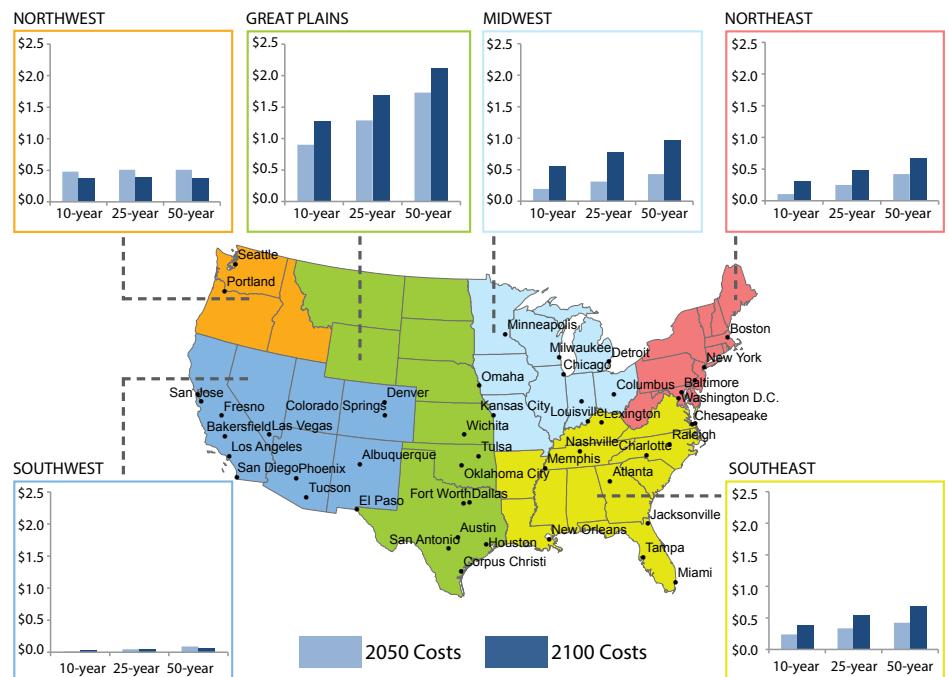 NORTHWEST
$2.5
$2.0
$1.5
$1.0
$0.5
$0.0
10-year 25-year 50-year
GREAT PLAINS
$2.5
$2.0
$1.5
$1.0
$0.5
$0.0
10-year 25-year 50-year
MIDWEST
$2.5
$2.0
$1.5
$1.0
$0.5
$0.0
10-year 25-year 50-year
NORTHEAST
$2.5
$2.0
$1.5
$1.0
$0.5
$0.0
10-year 25-year 50-year
Seattle
Portland
Minneapolis
Boston
Milwaukee
Detroit
New York
Chicago
Omaha
Columbus
Baltimore
Denver
San Jose
Washington D.C.
Fresno
Colorado Springs
Kansas City
Louisville
Lexington
Chesapeake
Bakersfield
Las Vegas
Wichita
Raleigh
Nashville
Charlotte
Los Angeles
Albuquerque
Tulsa
Memphis
San Diego
Phoenix
Oklahoma City
Atlanta
Tucson
Fort Worth
Dallas
El Paso
Jacksonville
Austin
New Orleans
San Antonio
Houston
Tampa
Corpus Christi
Miami
SOUTHWEST
$2.5
$2.0
$1.5
$1.0
$0.5
$0.0
10-year 25-year 50-year
2050 Costs
2100 Costs
SOUTHEAST
$2.5
$2.0
$1.5
$1.0
$0.5
$0.0
10-year 25-year 50-year